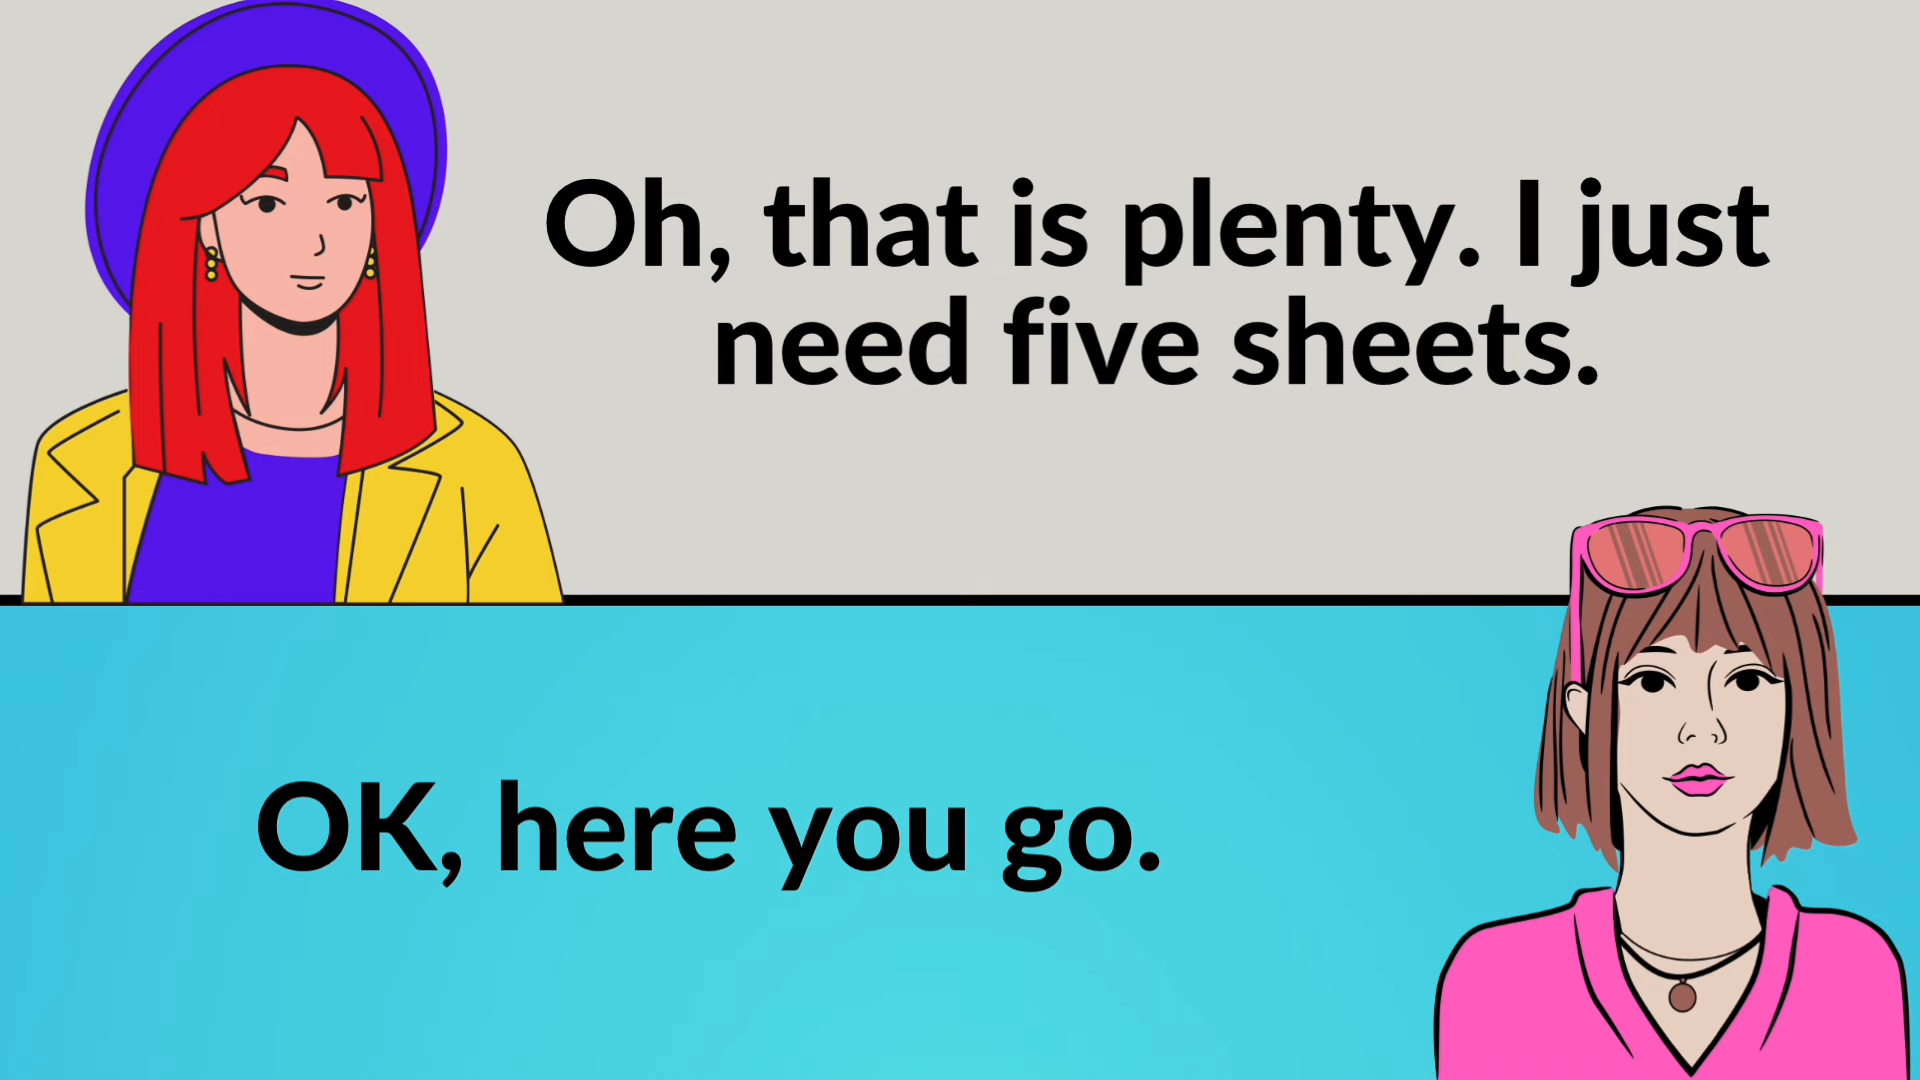 Oh, that is plenty. I just
need five sheets.
OK, here you go.